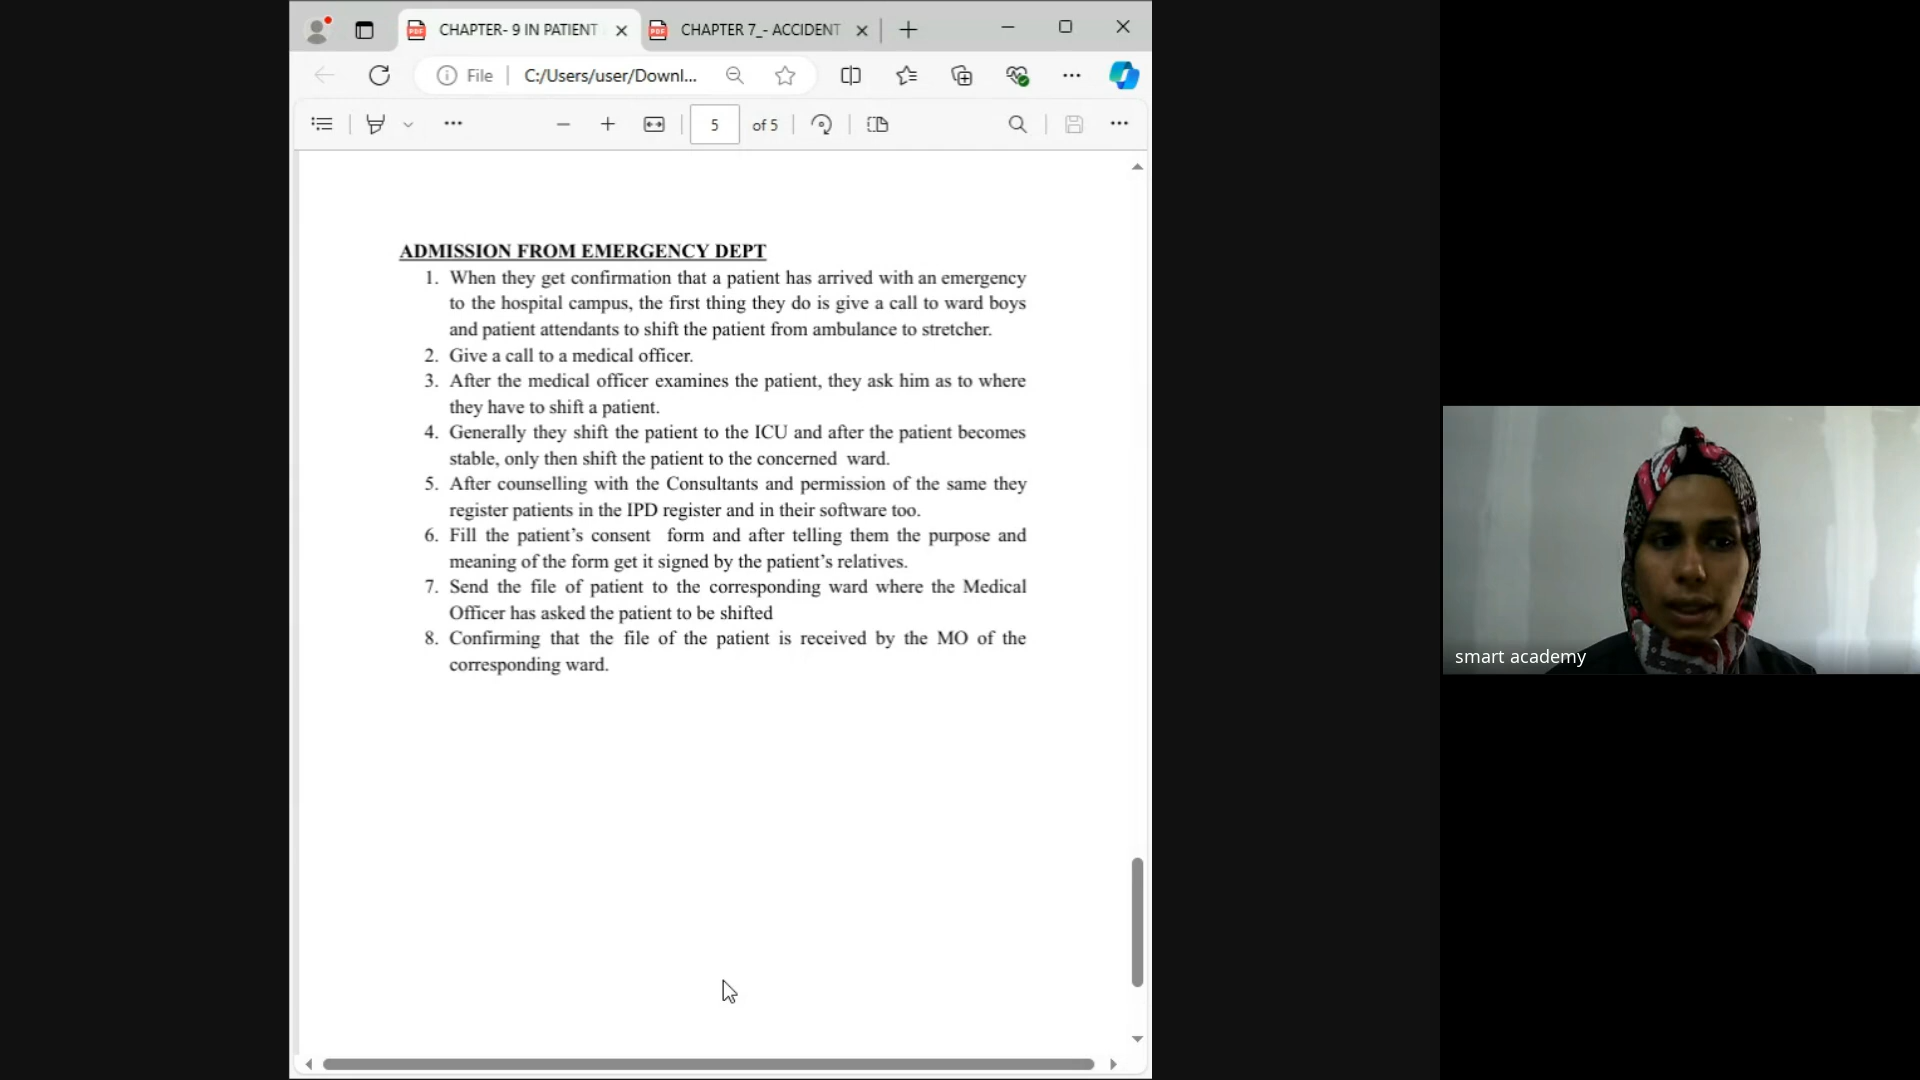 CHAPTER- 9 IN PATIENT
CHAPTER 7_- ACCIDENT
File
C:/Users/user/Downl...
5 of 5
ADMISSION FROM EMERGENCY DEPT
1. When they get confirmation that a patient has arrived with an emergency
to the hospital campus, the first thing they do is give a call to ward boys
and patient attendants to shift the patient from ambulance to stretcher.
2. Give a call to a medical officer.
3. After the medical officer examines the patient, they ask him as to where
they have to shift a patient.
4. Generally they shift the patient to the ICU and after the patient becomes
stable, only then shift the patient to the concerned ward.
5. After counselling with the Consultants and permission of the same they
register patients in the IPD register and in their software too.
6. Fill the patient’s consent form and after telling them the purpose and
meaning of the form get it signed by the patient’s relatives.
7. Send the file of patient to the corresponding ward where the Medical
Officer has asked the patient to be shifted
8. Confirming that the file of the patient is received by the MO of the
corresponding ward.
smart academy